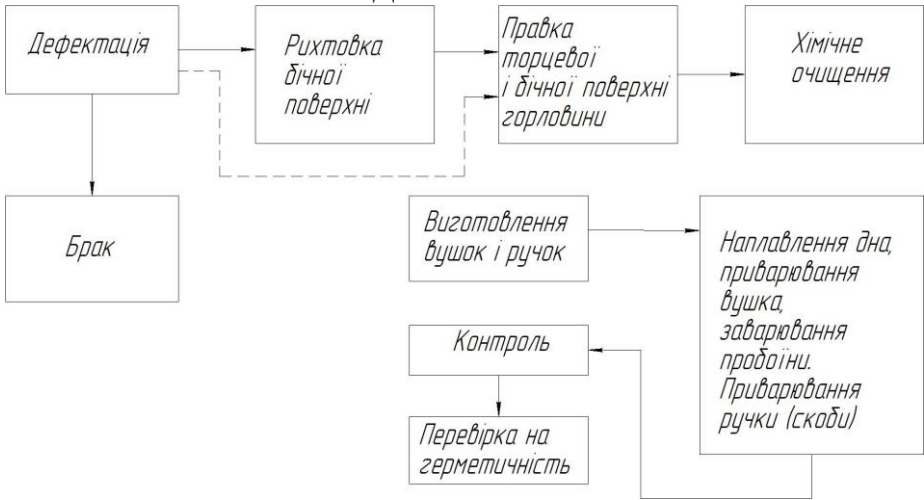 Дефектація
Рихтовка
бічної
поверхні
Правка
торцевої
і бічної поверхні
горловини
Хімічне
очищення
Брак
Виготовлення
вушок і ручок
Наплавлення дна,
приварювання
вушка,
заварювання
пробоїни.
Приварювання
ручки (скоби)
Контроль
Перевірка на
герметичність